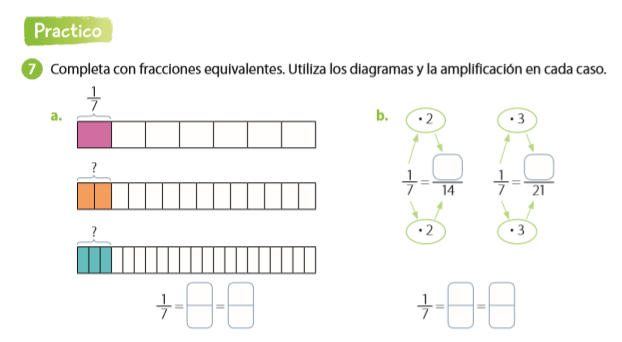 Practico
7 Completa con fracciones equivalentes. Utiliza los diagramas y la amplificación en cada caso.
a.
1/7
?
?
1/7 = =
b.
· 2 · 3
1/7 = /14 1/7 = /21
· 2 · 3
1/7 = =